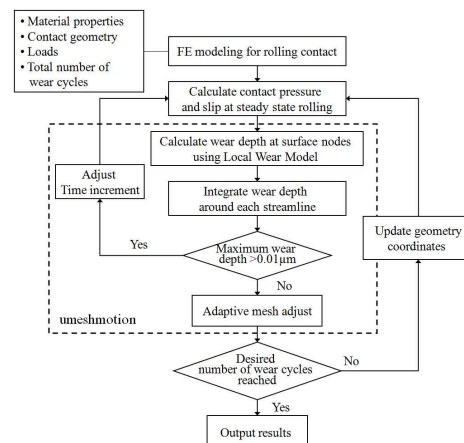 • Material properties
• Contact geometry
• Loads
• Total number of
wear cycles
FE modeling for rolling contact
Calculate contact pressure
and slip at steady state rolling
Calculate wear depth at surface nodes
using Local Wear Model
Adjust
Time increment
Integrate wear depth
around each streamline
Update geometry
coordinates
Yes
Maximum wear
depth >0.01µm
No
Adaptive mesh adjust
umeshmotion
Desired
number of wear cycles
reached
No
Yes
Output results